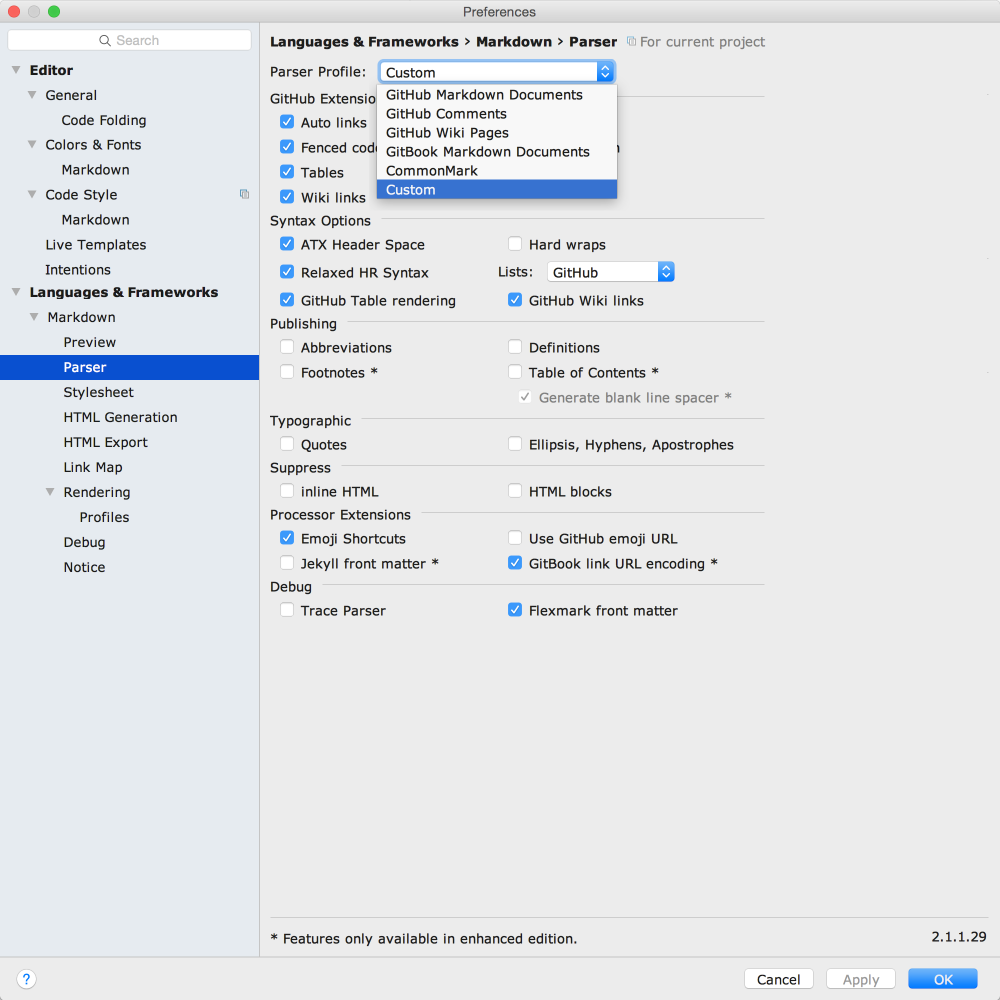 Preferences
Search
Editor
General
Code Folding
Colors & Fonts
Markdown
Code Style
Markdown
Live Templates
Intentions
Languages & Frameworks
Markdown
Preview
Parser
Stylesheet
HTML Generation
HTML Export
Link Map
Rendering
Profiles
Debug
Notice
Languages & Frameworks › Markdown › Parser For current project
Parser Profile: Custom
GitHub Markdown Documents
GitHub Comments
GitHub Wiki Pages
GitBook Markdown Documents
CommonMark
Custom
GitHub Extensio
Auto links
Fenced cod
Tables
Wiki links
Syntax Options
ATX Header Space Hard wraps
Relaxed HR Syntax Lists: GitHub
GitHub Table rendering GitHub Wiki links
Publishing
Abbreviations Definitions
Footnotes * Table of Contents *
Generate blank line spacer *
Typographic
Quotes Ellipsis, Hyphens, Apostrophes
Suppress
inline HTML HTML blocks
Processor Extensions
Emoji Shortcuts Use GitHub emoji URL
Jekyll front matter * GitBook link URL encoding *
Debug
Trace Parser Flexmark front matter
* Features only available in enhanced edition. 2.1.1.29
? Cancel Apply OK